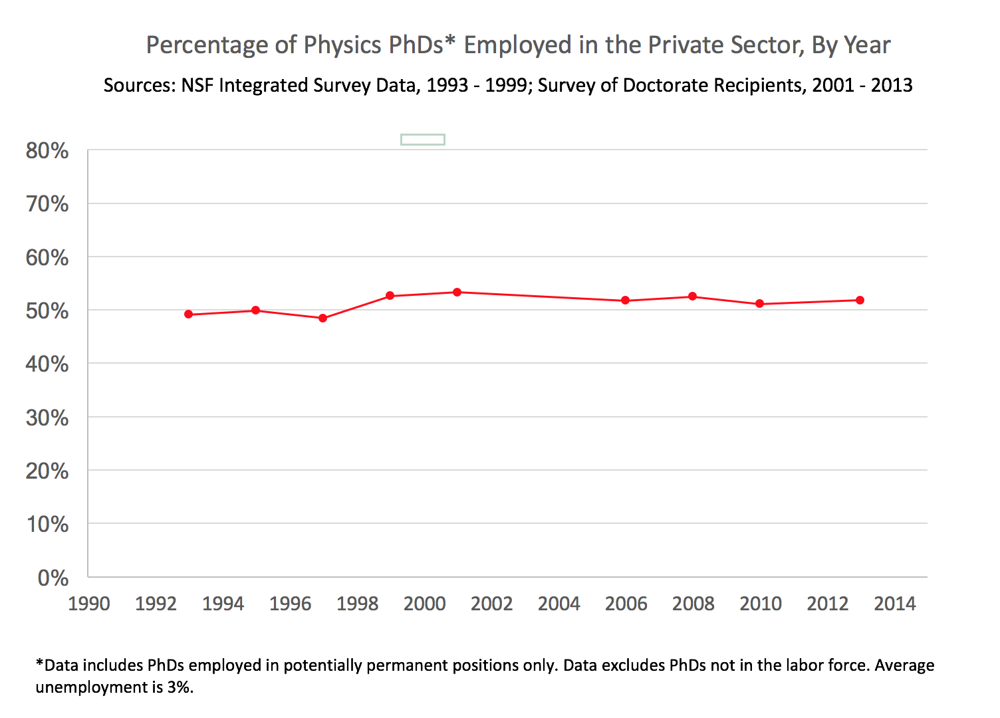 Percentage of Physics PhDs* Employed in the Private Sector, By Year
Sources: NSF Integrated Survey Data, 1993 - 1999; Survey of Doctorate Recipients, 2001 - 2013
80%
70%
60%
50%
40%
30%
20%
10%
0%
1990 1992 1994 1996 1998 2000 2002 2004 2006 2008 2010 2012 2014
*Data includes PhDs employed in potentially permanent positions only. Data excludes PhDs not in the labor force. Average
unemployment is 3%.